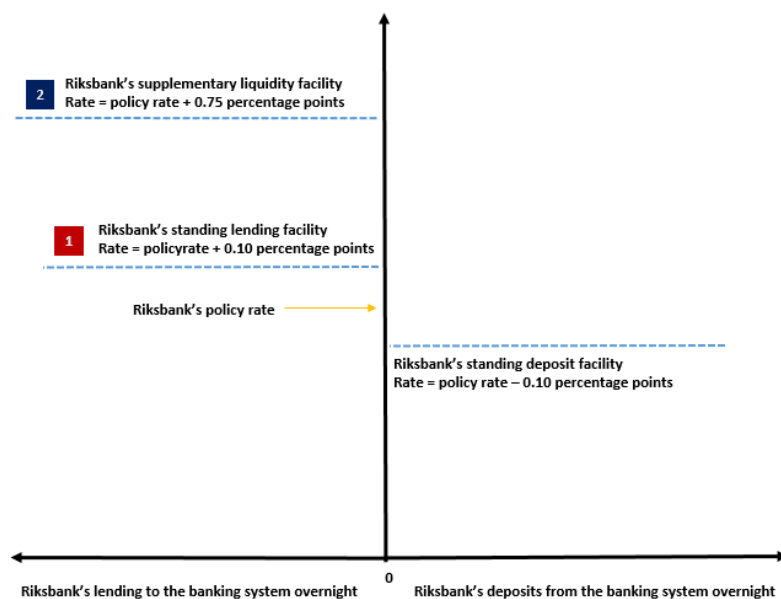 2
Riksbank's supplementary liquidity facility
Rate = policy rate + 0.75 percentage points
1
Riksbank's standing lending facility
Rate = policyrate + 0.10 percentage points
Riksbank's policy rate
Riksbank's standing deposit facility
Rate = policy rate – 0.10 percentage points
0
Riksbank's lending to the banking system overnight
Riksbank's deposits from the banking system overnight